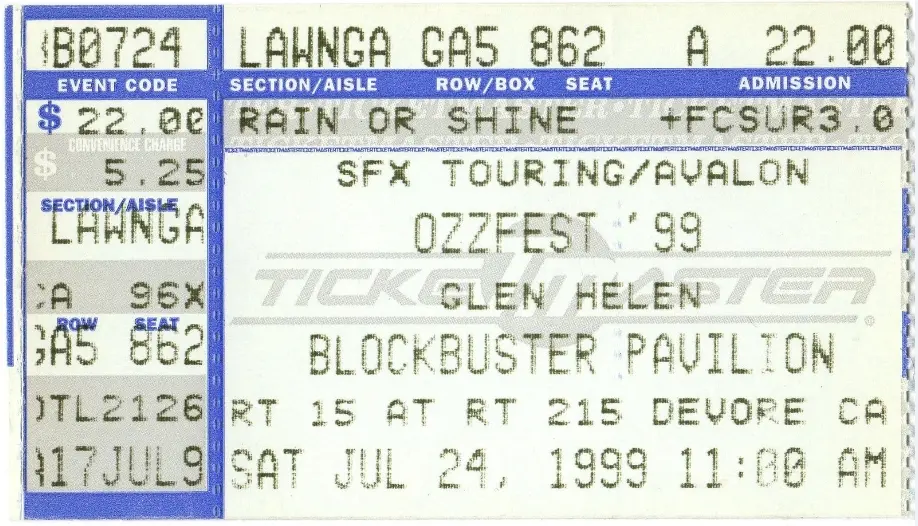 B0724 LAWNGA GA5 862 A 22.00
EVENT CODE SECTION/AISLE ROW/BOX SEAT ADMISSION
$ 22.00 RAIN OR SHINE +FCSUR3.0
CONVENIENCE CHARGE
$ 5.25 SFX TOURING/AVALON
SECTION/AISLE
LAWNGA OZZFEST '99
TICKETMASTER
CA 96X GLEN HELEN
ROW SEAT
GA5 862 BLOCKBUSTER PAVILION
TL2126 RT 15 AT RT 215 DEVORE CA
17JUL9 SAT JUL 24, 1999 11:00 AM